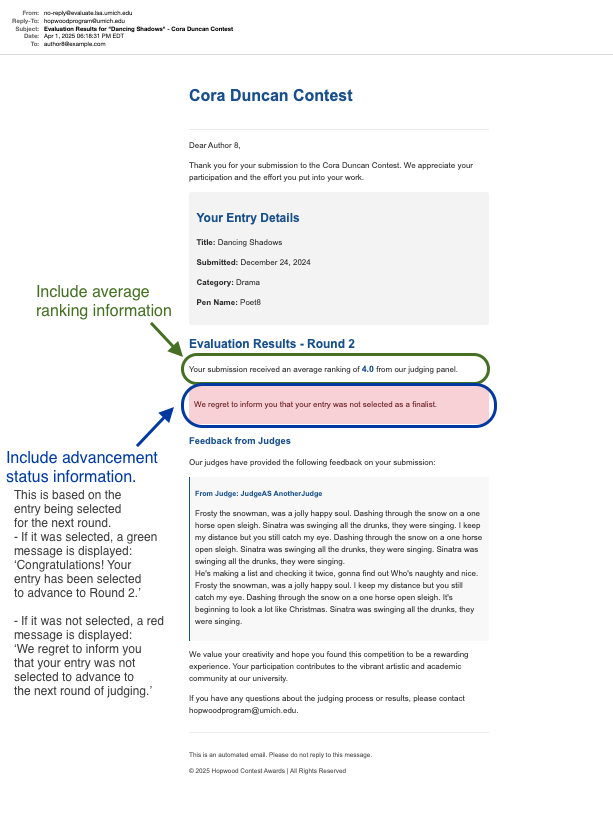 From: no-reply@evaluate.lsa.umich.edu
Reply-To: hopwoodprogram@umich.edu
Subject: Evaluation Results for "Dancing Shadows" - Cora Duncan Contest
Date: Apr 1, 2025 06:18:31 PM EDT
To: author8@example.com
Cora Duncan Contest
Dear Author 8,
Thank you for your submission to the Cora Duncan Contest. We appreciate your
participation and the effort you put into your work.
Your Entry Details
Title: Dancing Shadows
Submitted: December 24, 2024
Category: Drama
Pen Name: Poet8
Include average
ranking information
Evaluation Results - Round 2
Your submission received an average ranking of 4.0 from our judging panel.
We regret to inform you that your entry was not selected as a finalist.
Include advancement
status information.
This is based on the
entry being selected
for the next round.
- If it was selected, a green
message is displayed:
‘Congratulations! Your
entry has been selected
to advance to Round 2.’
- If it was not selected, a red
message is displayed:
‘We regret to inform you
that your entry was not
selected to advance to
the next round of judging.’
Feedback from Judges
Our judges have provided the following feedback on your submission:
From Judge: JudgeAS AnotherJudge
Frosty the snowman, was a jolly happy soul. Dashing through the snow on a one
horse open sleigh. Sinatra was swinging all the drunks, they were singing. I keep
my distance but you still catch my eye. Dashing through the snow on a one horse
open sleigh. Sinatra was swinging all the drunks, they were singing. Sinatra was
swinging all the drunks, they were singing.
He's making a list and checking it twice, gonna find out Who's naughty and nice.
Frosty the snowman, was a jolly happy soul. I keep my distance but you still
catch my eye. Dashing through the snow on a one horse open sleigh. It's
beginning to look a lot like Christmas. Sinatra was swinging all the drunks, they
were singing.
We value your creativity and hope you found this competition to be a rewarding
experience. Your participation contributes to the vibrant artistic and academic
community at our university.
If you have any questions about the judging process or results, please contact
hopwoodprogram@umich.edu.
This is an automated email. Please do not reply to this message.
© 2025 Hopwood Contest Awards | All Rights Reserved